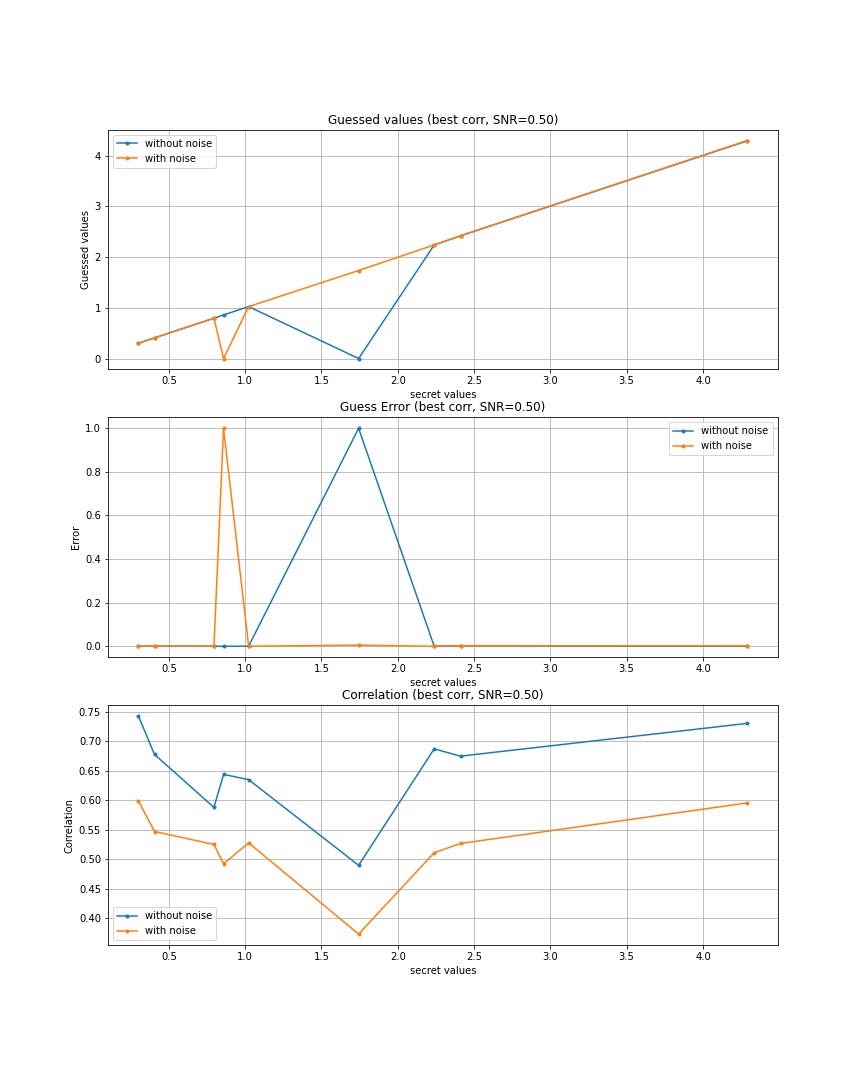 Guessed values (best corr, SNR=0.50)
without noise
with noise
4
3
2
1
0
Guessed values
0.5 1.0 1.5 2.0 2.5 3.0 3.5 4.0
secret values
Guess Error (best corr, SNR=0.50)
without noise
with noise
1.0
0.8
0.6
0.4
0.2
0.0
Error
0.5 1.0 1.5 2.0 2.5 3.0 3.5 4.0
secret values
Correlation (best corr, SNR=0.50)
0.75
0.70
0.65
0.60
0.55
0.50
0.45
0.40
Correlation
without noise
with noise
0.5 1.0 1.5 2.0 2.5 3.0 3.5 4.0
secret values